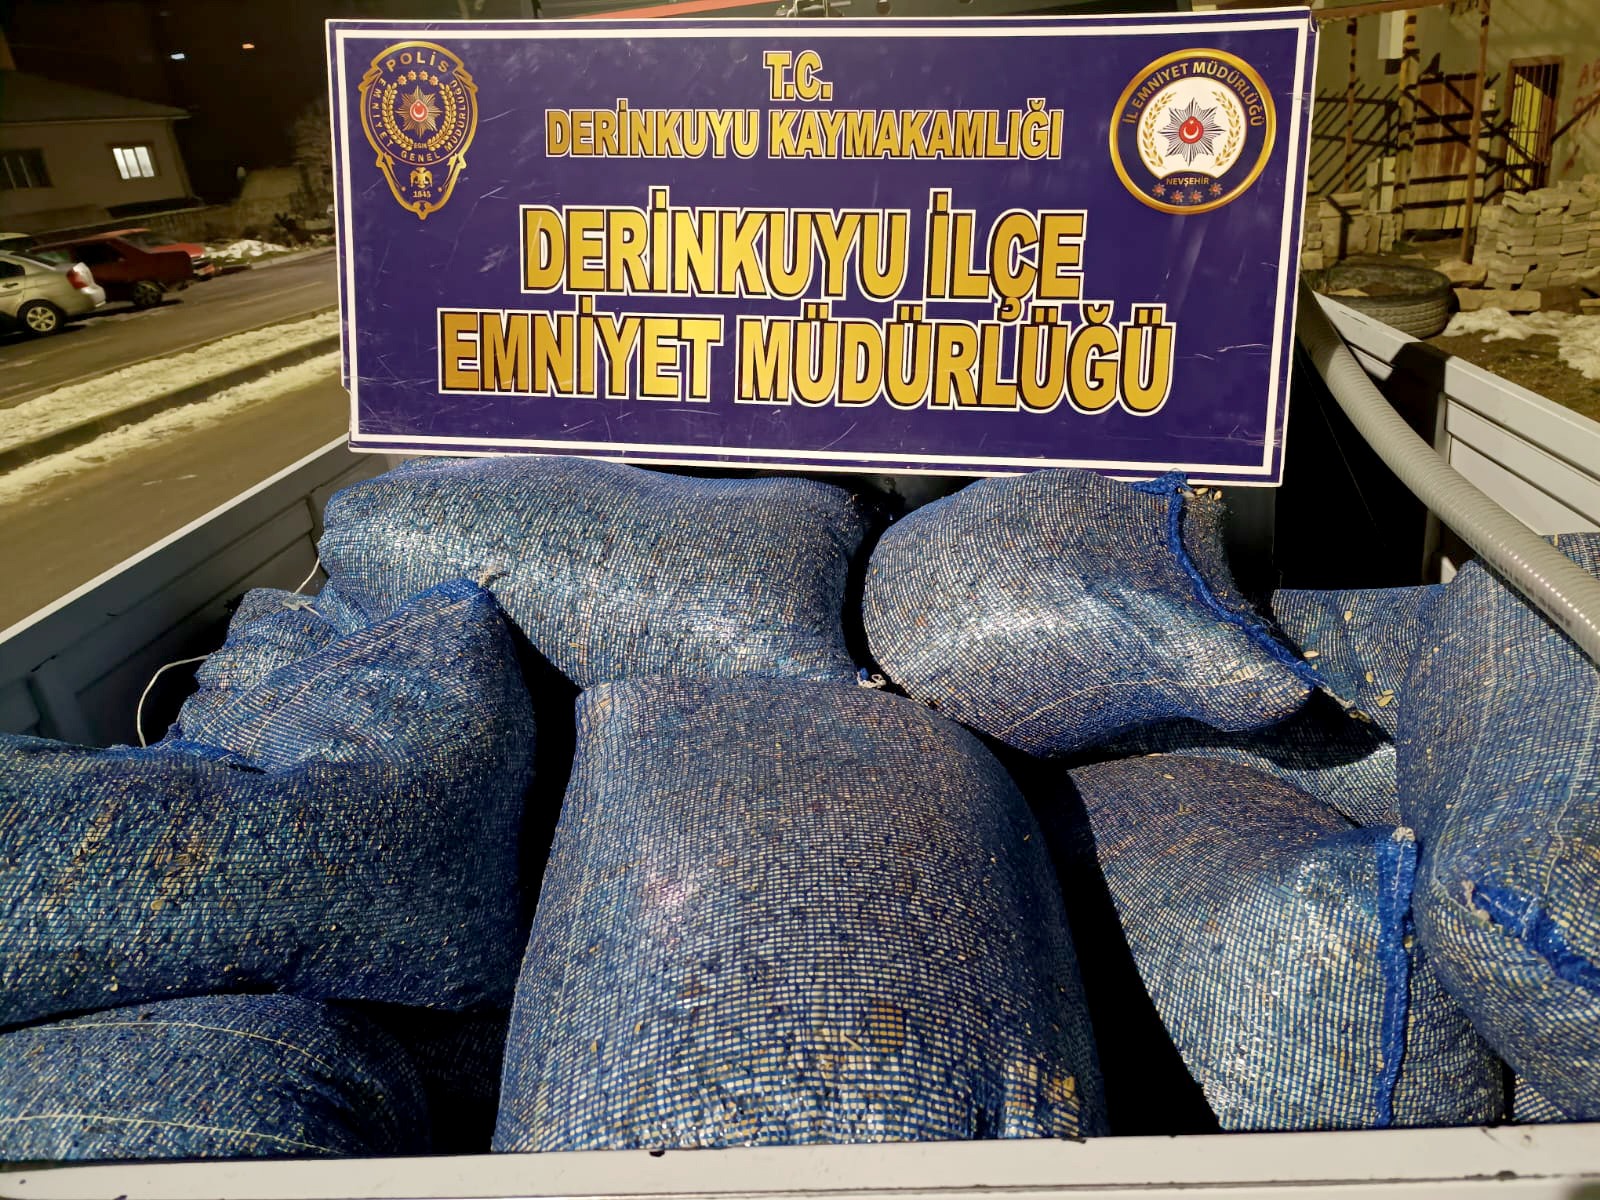 POLİS
EMNİYET GENEL MÜDÜRLÜĞÜ
1845
T.C.
DERİNKUYU KAYMAKAMLIĞI
İL EMNİYET MÜDÜRLÜĞÜ
NEVŞEHİR
DERİNKUYU İLÇE
EMNİYET MÜDÜRLÜĞÜ